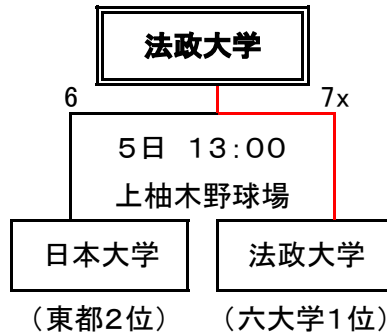 法政大学
6 7x
5日 13:00
上柚木野球場
日本大学 法政大学
(東都2位) (六大学1位)